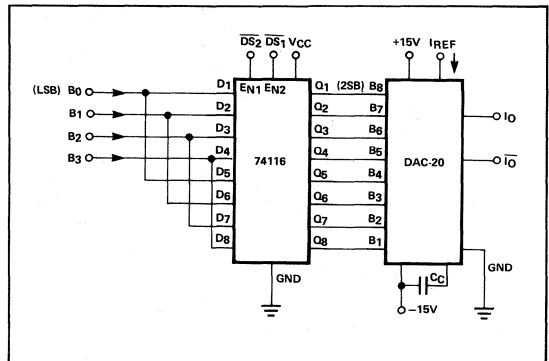 DS2 DS1 VCC
+15V IREF
(LSB) B0
B1
B2
B3
D1
D2
D3
D4
D5
D6
D7
D8
EN1 EN2
74116
Q1 (2SB) B8
Q2 B7
Q3 B6
Q4 B5
Q5 B4
Q6 B3
Q7 B2
Q8 B1
DAC-20
IO
IO
GND
CC
GND
−15V